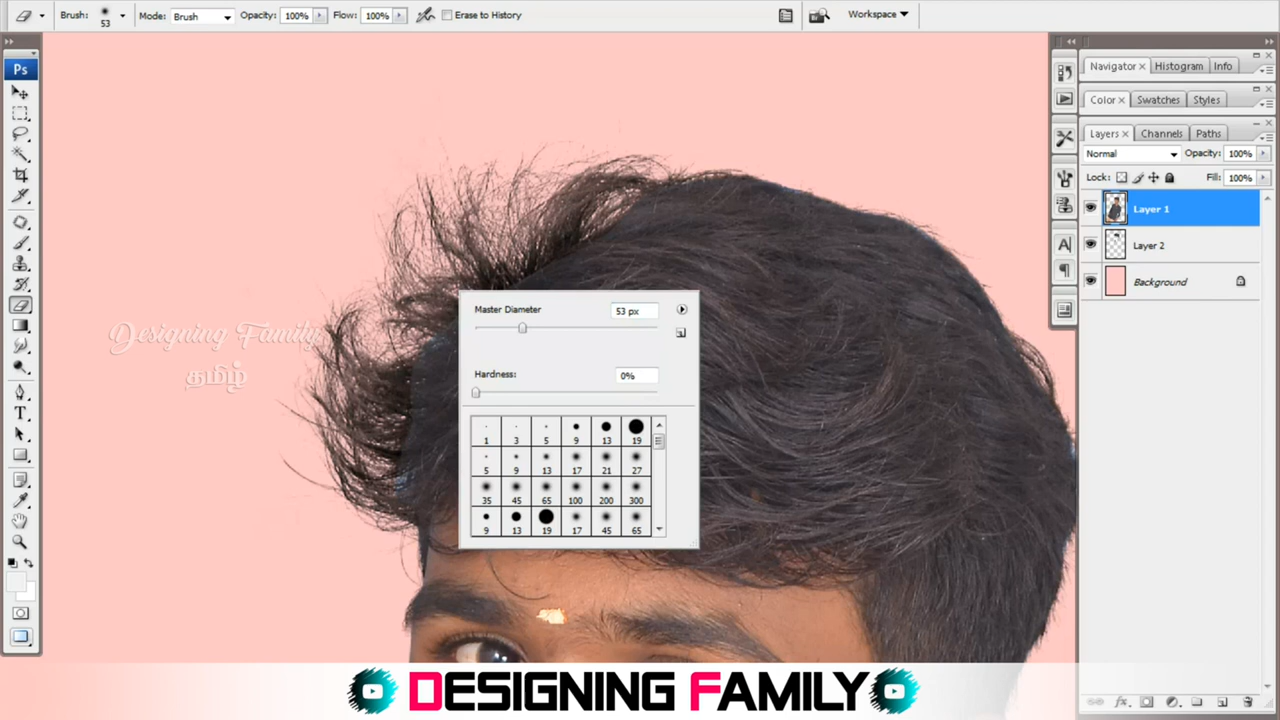 Brush: 53 Mode: Brush Opacity: 100% Flow: 100% Erase to History Workspace
Ps
Navigator × Histogram Info
Color × Swatches Styles
Layers × Channels Paths
Normal Opacity: 100%
Lock: Fill: 100%
Layer 1
Layer 2
Background
Designing Family
தமிழ்
Master Diameter 53 px
Hardness: 0%
1 3 5 9 13 19
5 9 13 17 21 27
35 45 65 100 200 300
9 13 19 17 45 65
DESIGNING FAMILY